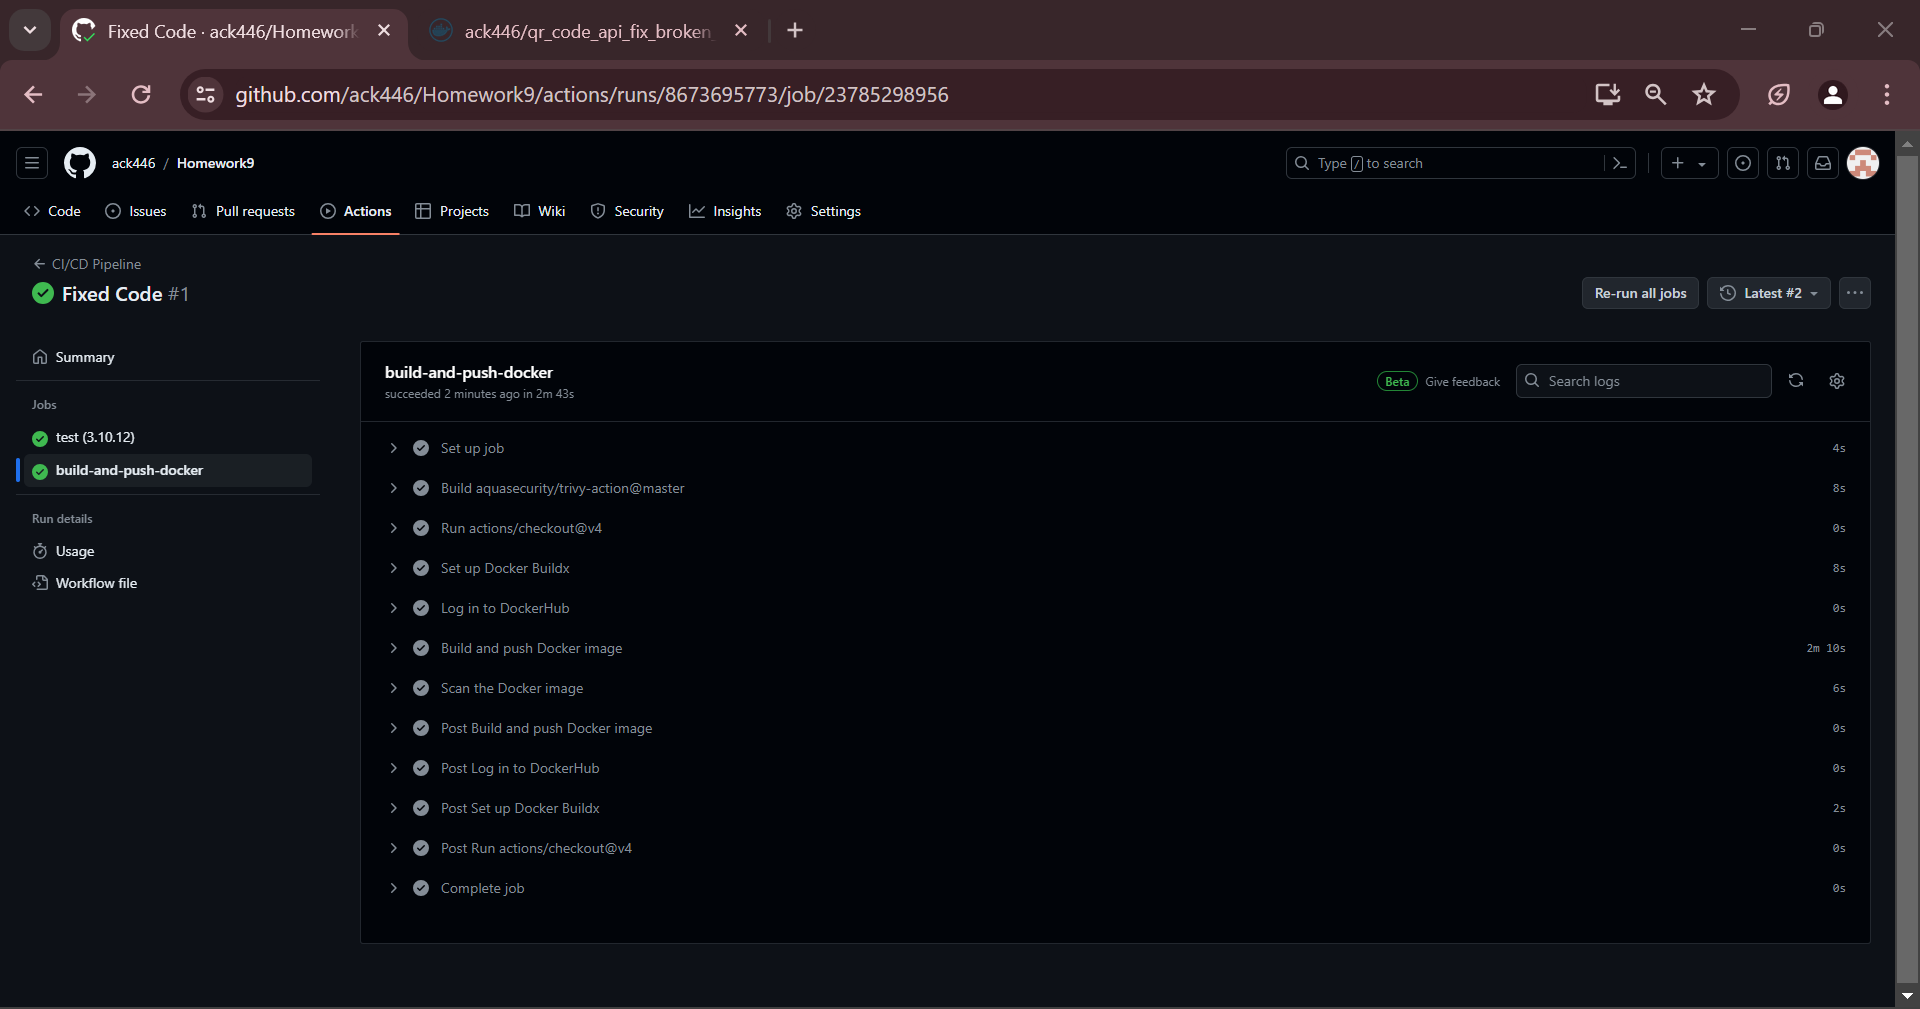 Fixed Code · ack446/Homework
ack446/qr_code_api_fix_broken_
github.com/ack446/Homework9/actions/runs/8673695773/job/23785298956
ack446 / Homework9
Type / to search
Code
Issues
Pull requests
Actions
Projects
Wiki
Security
Insights
Settings
CI/CD Pipeline
Fixed Code #1
Re-run all jobs
Latest #2
Summary
Jobs
test (3.10.12)
build-and-push-docker
Run details
Usage
Workflow file
build-and-push-docker
succeeded 2 minutes ago in 2m 43s
Beta Give feedback
Search logs
Set up job 4s
Build aquasecurity/trivy-action@master 8s
Run actions/checkout@v4 0s
Set up Docker Buildx 8s
Log in to DockerHub 0s
Build and push Docker image 2m 10s
Scan the Docker image 6s
Post Build and push Docker image 0s
Post Log in to DockerHub 0s
Post Set up Docker Buildx 2s
Post Run actions/checkout@v4 0s
Complete job 0s